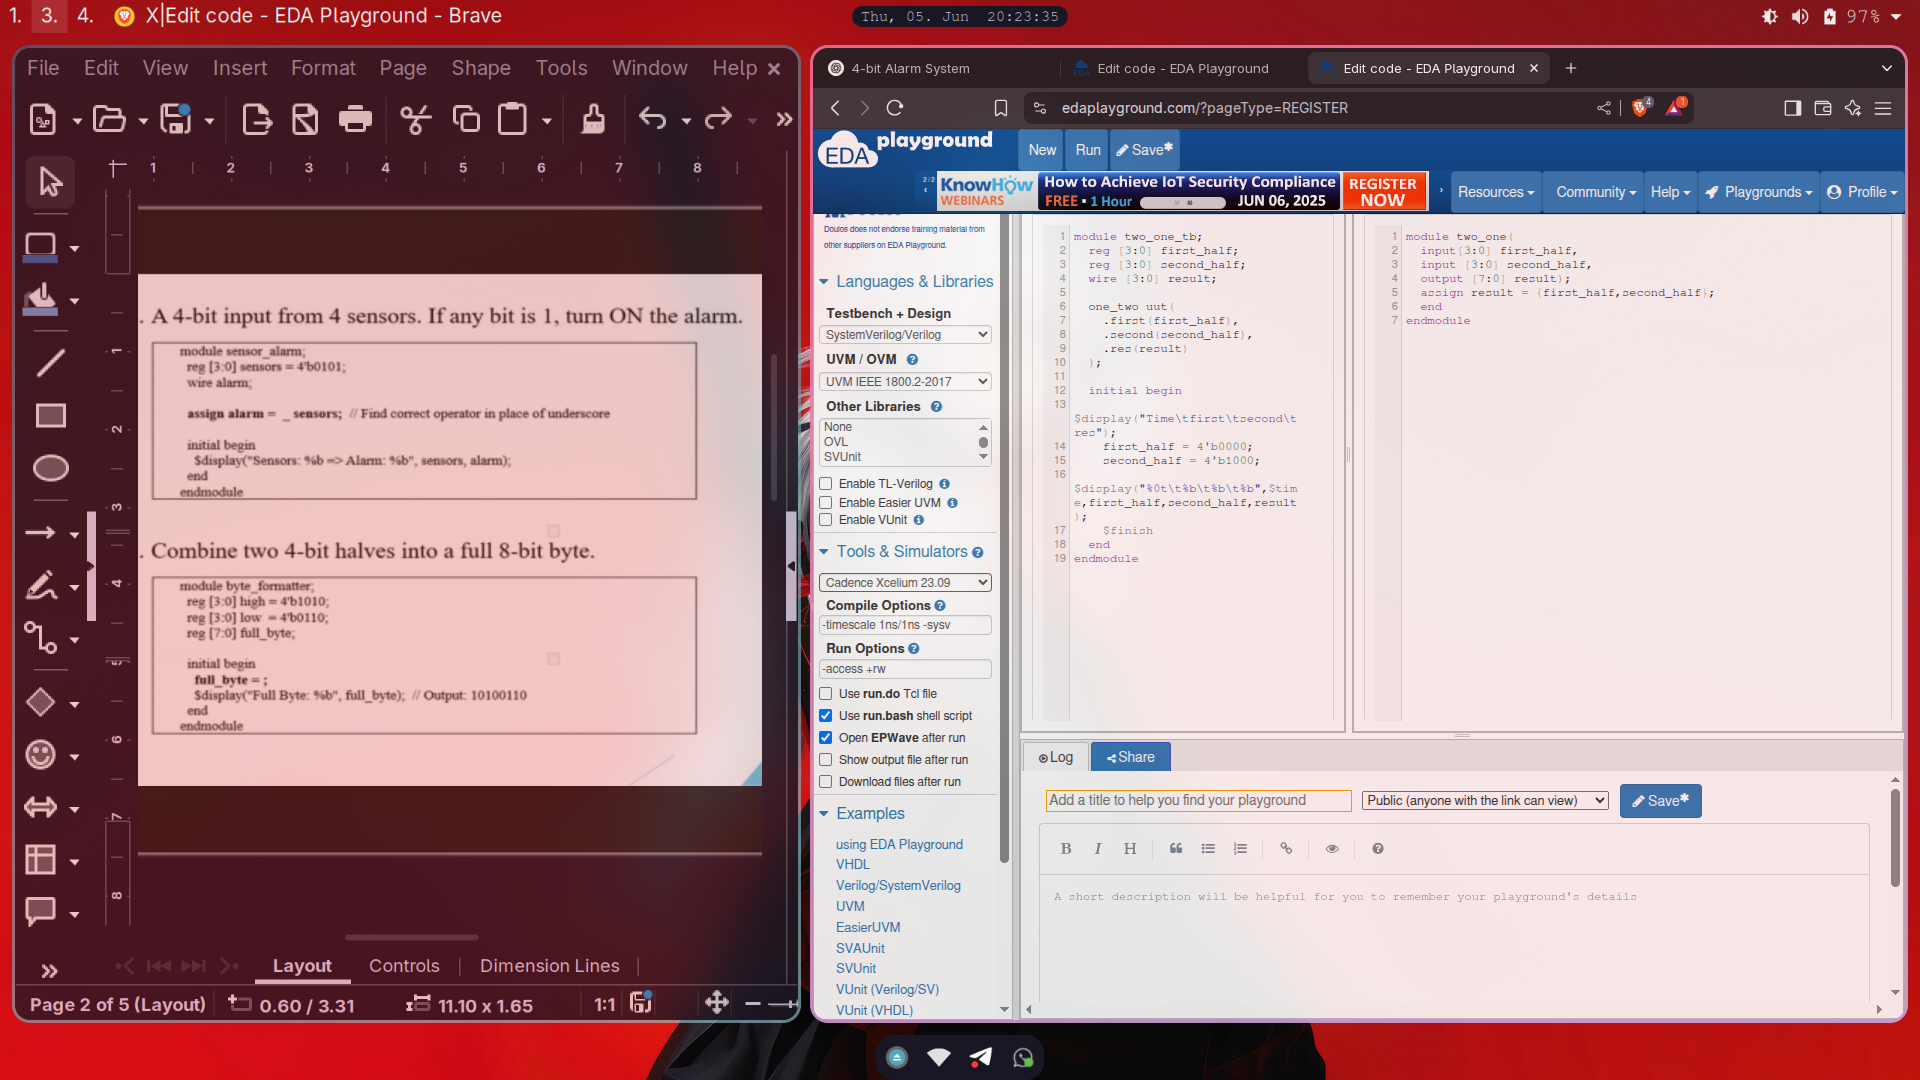 1. 3. 4. X|Edit code - EDA Playground - Brave
Thu, 05. Jun 20:23:35
97%
File Edit View Insert Format Page Shape Tools Window Help
1 2 3 4 5 6 7 8
1
2
3
4
5
6
7
8
. A 4-bit input from 4 sensors. If any bit is 1, turn ON the alarm.
module sensor_alarm;
reg [3:0] sensors = 4'b0101;
wire alarm;
assign alarm = _ sensors; // Find correct operator in place of underscore
initial begin
$display("Sensors: %b => Alarm: %b", sensors, alarm);
end
endmodule
. Combine two 4-bit halves into a full 8-bit byte.
module byte_formatter;
reg [3:0] high = 4'b1010;
reg [3:0] low = 4'b0110;
reg [7:0] full_byte;
initial begin
full_byte = ;
$display("Full Byte: %b", full_byte); // Output: 10100110
end
endmodule
Layout Controls Dimension Lines
Page 2 of 5 (Layout) 0.60 / 3.31 11.10 x 1.65 1:1
4-bit Alarm System
Edit code - EDA Playground
Edit code - EDA Playground
edaplayground.com/?pageType=REGISTER
4
1
EDA playground
New Run Save*
2/2
KnowHow WEBINARS
How to Achieve IoT Security Compliance
FREE • 1 Hour JUN 06, 2025
REGISTER NOW
Resources Community Help Playgrounds Profile
Doulos does not endorse training material from
other suppliers on EDA Playground.
Languages & Libraries
Testbench + Design
SystemVerilog/Verilog
UVM / OVM
UVM IEEE 1800.2-2017
Other Libraries
None
OVL
SVUnit
Enable TL-Verilog
Enable Easier UVM
Enable VUnit
Tools & Simulators
Cadence Xcelium 23.09
Compile Options
-timescale 1ns/1ns -sysv
Run Options
-access +rw
Use run.do Tcl file
Use run.bash shell script
Open EPWave after run
Show output file after run
Download files after run
Examples
using EDA Playground
VHDL
Verilog/SystemVerilog
UVM
EasierUVM
SVAUnit
SVUnit
VUnit (Verilog/SV)
VUnit (VHDL)
1 module two_one_tb;
2 reg [3:0] first_half;
3 reg [3:0] second_half;
4 wire [3:0] result;
5
6 one_two uut(
7 .first(first_half),
8 .second(second_half),
9 .res(result)
10 );
11
12 initial begin
13
$display("Time\tfirst\tsecond\t
res");
14 first_half = 4'b0000;
15 second_half = 4'b1000;
16
$display("%0t\t%b\t%b\t%b",$tim
e,first_half,second_half,result
);
17 $finish
18 end
19 endmodule
1 module two_one(
2 input[3:0] first_half,
3 input [3:0] second_half,
4 output [7:0] result);
5 assign result = {first_half,second_half};
6 end
7 endmodule
Log Share
Add a title to help you find your playground
Public (anyone with the link can view)
Save*
B I H
A short description will be helpful for you to remember your playground's details